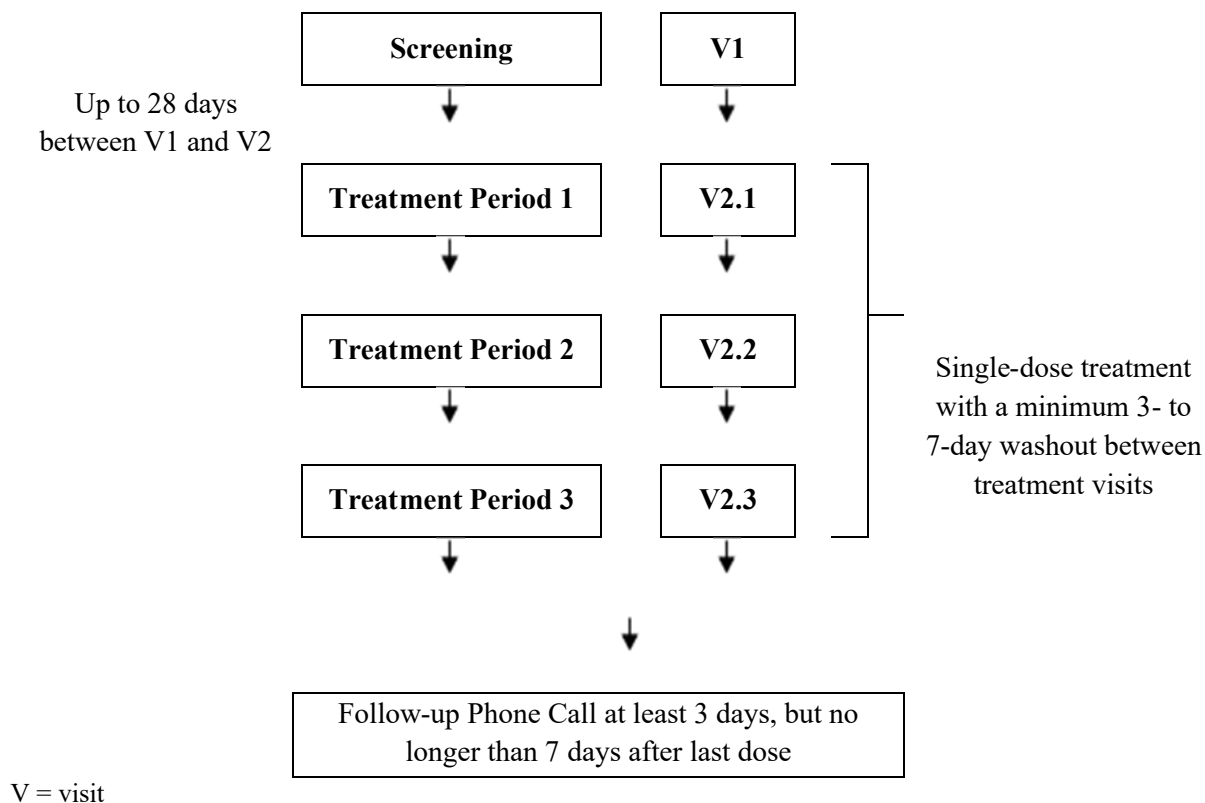 Screening
V1
Up to 28 days
between V1 and V2
Treatment Period 1
V2.1
Treatment Period 2
V2.2
Single-dose treatment
with a minimum 3- to
7-day washout between
treatment visits
Treatment Period 3
V2.3
Follow-up Phone Call at least 3 days, but no
longer than 7 days after last dose
V = visit